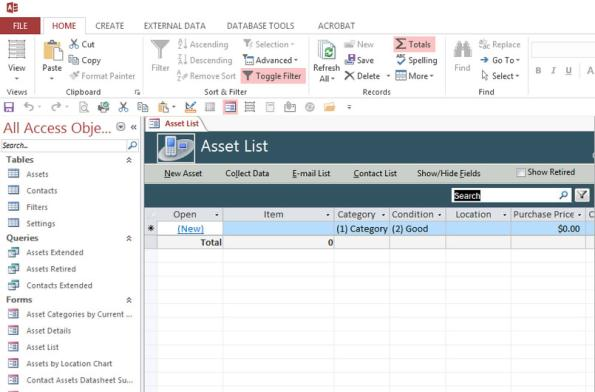 FILE HOME CREATE EXTERNAL DATA DATABASE TOOLS ACROBAT
View
Views
Paste
Cut
Copy
Format Painter
Clipboard
Filter
Ascending
Descending
Remove Sort
Selection
Advanced
Toggle Filter
Sort & Filter
Refresh
All
New
Save
Delete
Totals
Spelling
More
Records
Find
Replace
Go To
Select
Find
B I U A
All Access Obje...
Search...
Tables
Assets
Contacts
Filters
Settings
Queries
Assets Extended
Assets Retired
Contacts Extended
Forms
Asset Categories by Current ...
Asset Details
Asset List
Assets by Location Chart
Contact Assets Datasheet Su...
Asset List
Asset List
New Asset Collect Data E-mail List Contact List Show/Hide Fields Show Retired
Search
Open Item Category Condition Location Purchase Price C
(New) (1) Category (2) Good $0.00
Total 0